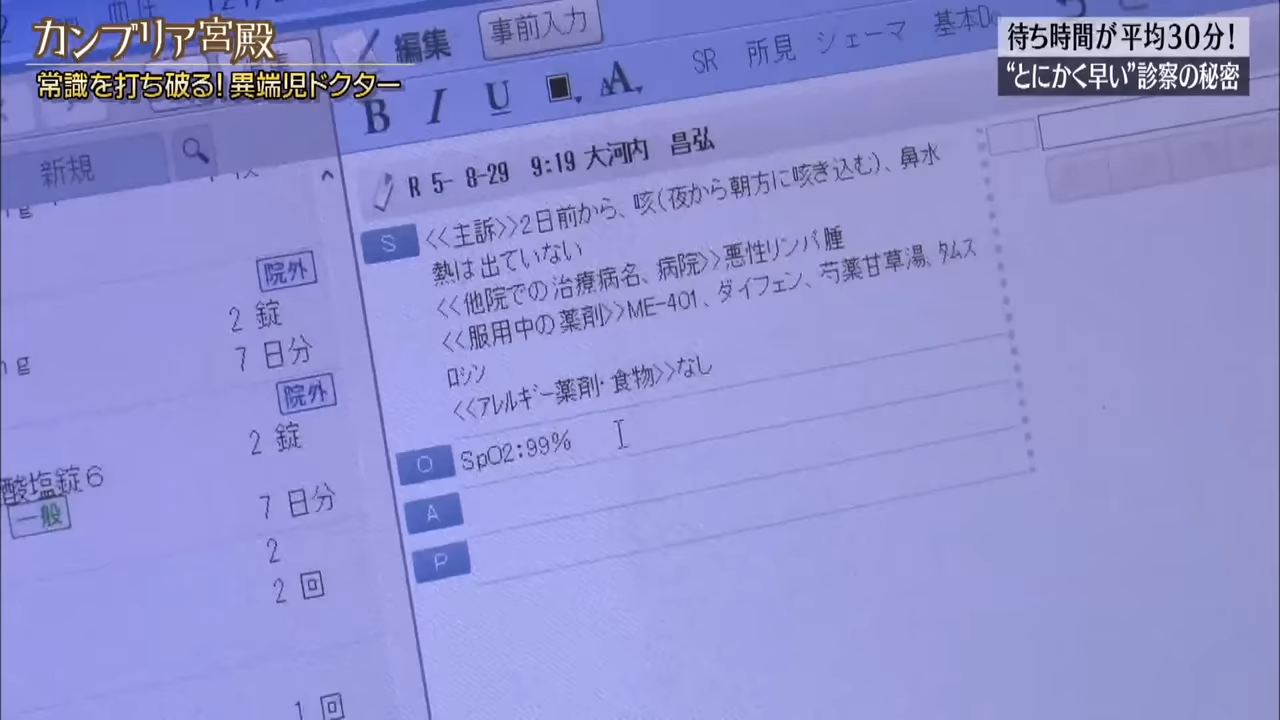 カンブリア宮殿
常識を打ち破る!異端児ドクター
待ち時間が平均30分!
“とにかく早い”診察の秘密
編集
事前入力
SR 所見 シェーマ
B I U A
新規
R 5- 8-29 9:19 大河内 昌弘
S
<<主訴>>2日前から、咳(夜から朝方に咳き込む)、鼻水
熱は出ていない
<<他院での治療病名、病院>>悪性リンパ腫
<<服用中の薬剤>>ME-401、ダイフェン、芍薬甘草湯、タムス
ロシン
<<アレルギー薬剤・食物>>なし
O
SpO2:99%
A
P
院外
2 錠
ng
7 日分
院外
2 錠
酸塩錠6
一般
7 日分
2
2 回
1 回